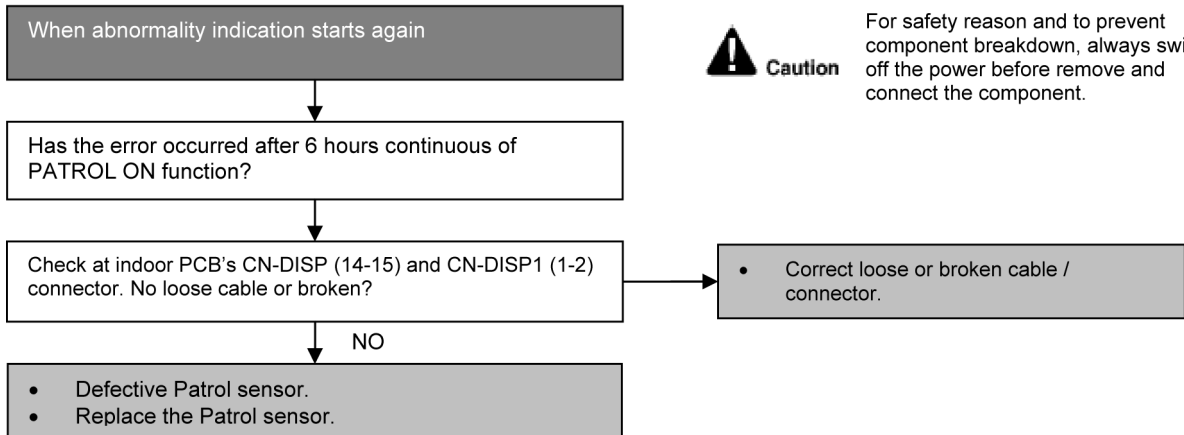 When abnormality indication starts again
For safety reason and to prevent
component breakdown, always swi
off the power before remove and
connect the component.
Caution
Has the error occurred after 6 hours continuous of
PATROL ON function?
Check at indoor PCB's CN-DISP (14-15) and CN-DISP1 (1-2)
connector. No loose cable or broken?
• Correct loose or broken cable /
connector.
NO
• Defective Patrol sensor.
• Replace the Patrol sensor.